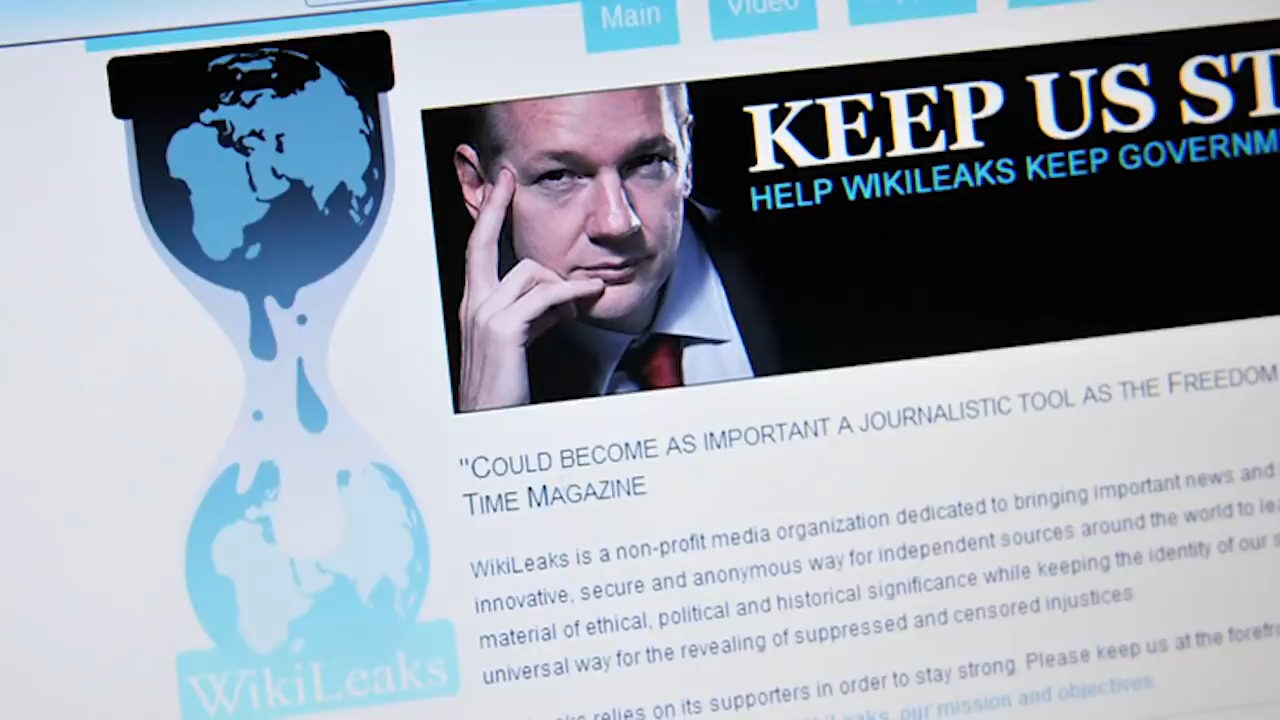 Main
Video
KEEP US ST
HELP WIKILEAKS KEEP GOVERNM
"COULD BECOME AS IMPORTANT A JOURNALISTIC TOOL AS THE FREEDOM
TIME MAGAZINE
WikiLeaks is a non-profit media organization dedicated to bringing important news and
innovative, secure and anonymous way for independent sources around the world to lea
material of ethical, political and historical significance while keeping the identity of our s
universal way for the revealing of suppressed and censored injustices.
ks relies on its supporters in order to stay strong. Please keep us at the forefro
kiLeaks, our mission and objectives.
WikiLeaks